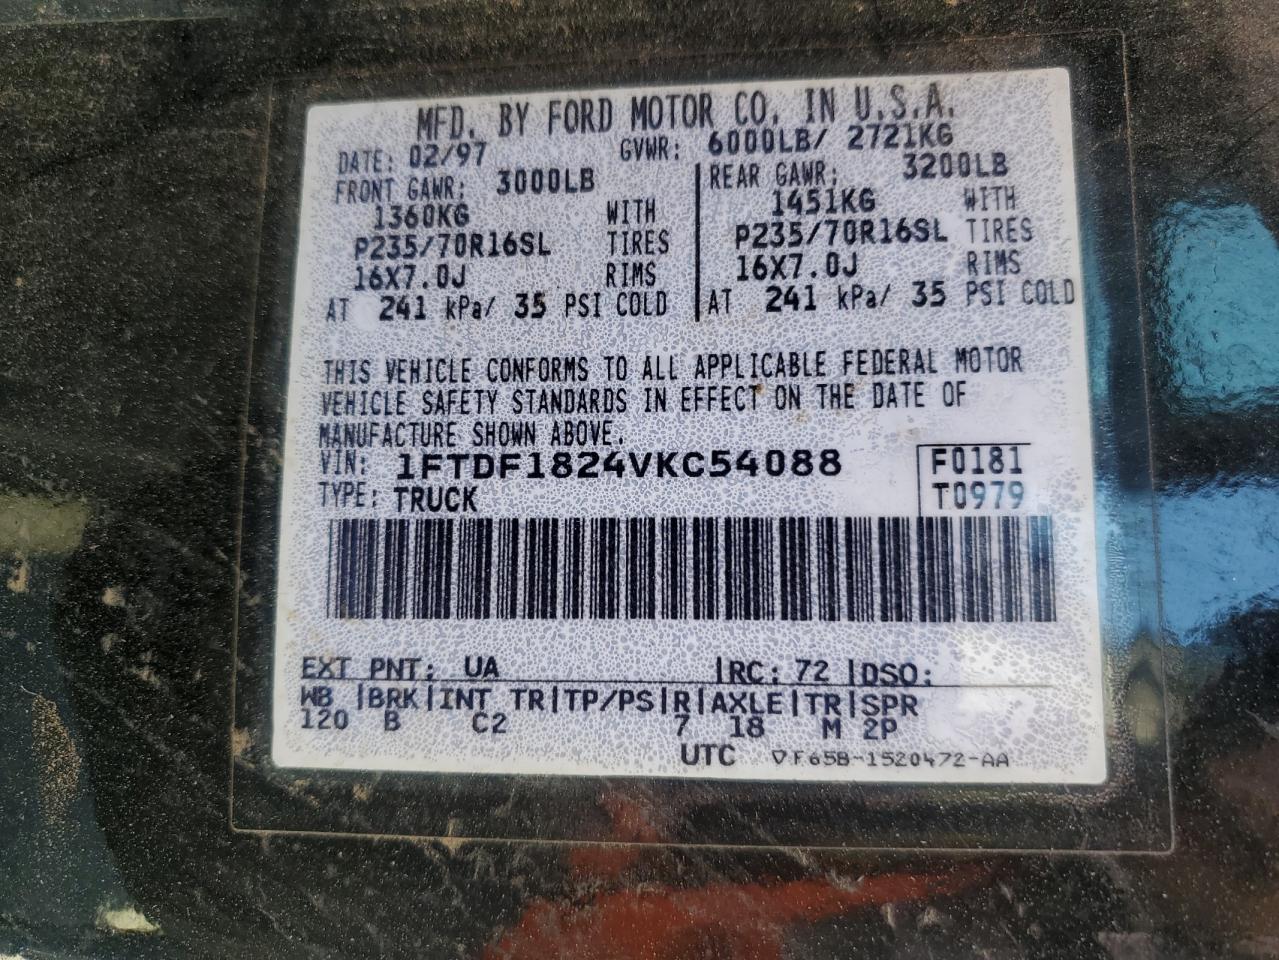 MFD. BY FORD MOTOR CO. IN U.S.A.
DATE: 02/97 GVWR: 6000LB/ 2721KG
FRONT GAWR: 3000LB REAR GAWR: 3200LB
1360KG WITH 1451KG WITH
P235/70R16SL TIRES P235/70R16SL TIRES
16X7.0J RIMS 16X7.0J RIMS
AT 241 kPa/ 35 PSI COLD AT 241 kPa/ 35 PSI COLD
THIS VEHICLE CONFORMS TO ALL APPLICABLE FEDERAL MOTOR
VEHICLE SAFETY STANDARDS IN EFFECT ON THE DATE OF
MANUFACTURE SHOWN ABOVE.
VIN: 1FTDF1824VKC54088 F0181
TYPE: TRUCK T0979
EXT PNT: UA |RC: 72 |DSO:
WB |BRK|INT TR|TP/PS|R|AXLE|TR|SPR
120 B C2 7 18 M 2P
UTC ▽F65B-1520472-AA